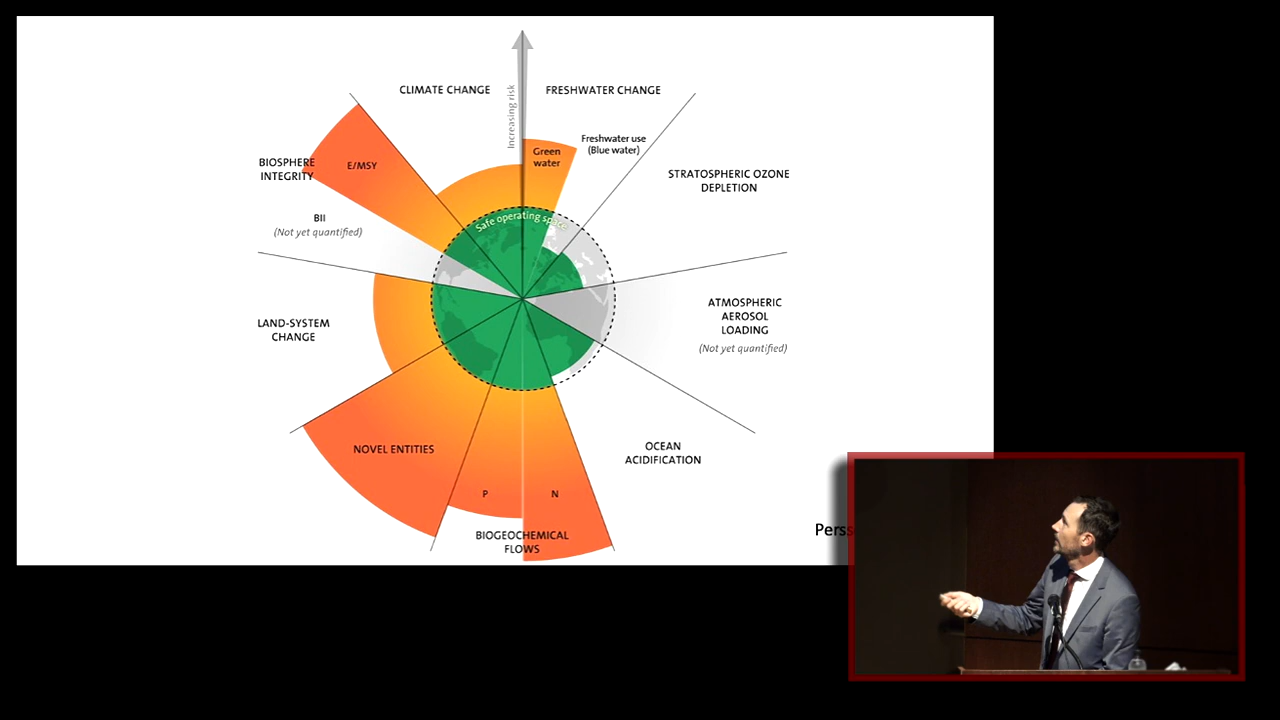 CLIMATE CHANGE
Increasing risk
FRESHWATER CHANGE
Green
water
Freshwater use
(Blue water)
STRATOSPHERIC OZONE
DEPLETION
BIOSPHERE
INTEGRITY
E/MSY
BII
(Not yet quantified)
Safe operating space
ATMOSPHERIC
AEROSOL
LOADING
(Not yet quantified)
LAND-SYSTEM
CHANGE
NOVEL ENTITIES
OCEAN
ACIDIFICATION
P
N
BIOGEOCHEMICAL
FLOWS